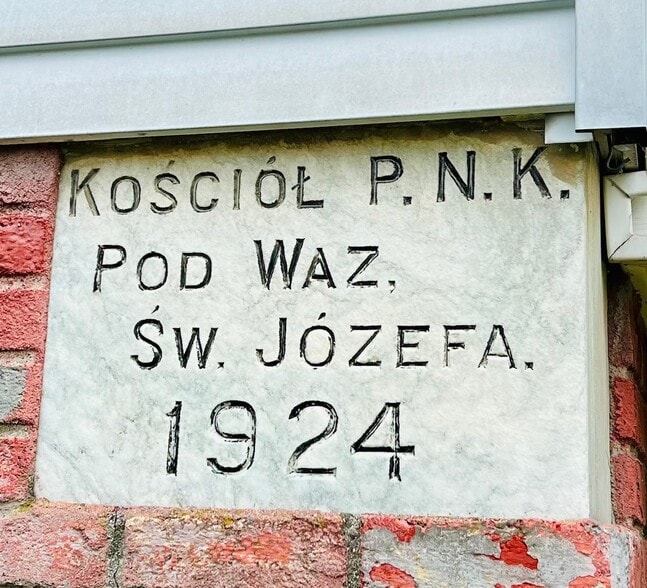 KOŚCIÓŁ P.N.K.
POD WAZ.
ŚW. JÓZEFA.
1924